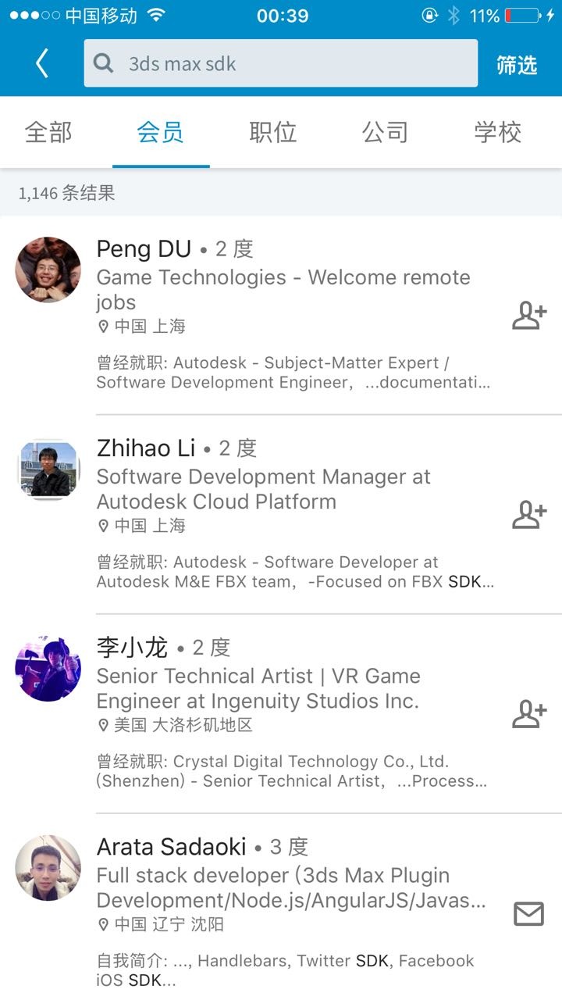 中国移动 00:39 11%
3ds max sdk 筛选
全部 会员 职位 公司 学校
1,146 条结果
Peng DU • 2 度
Game Technologies - Welcome remote
jobs
中国 上海
曾经就职: Autodesk - Subject-Matter Expert /
Software Development Engineer，...documentati...
Zhihao Li • 2 度
Software Development Manager at
Autodesk Cloud Platform
中国 上海
曾经就职: Autodesk - Software Developer at
Autodesk M&E FBX team，-Focused on FBX SDK...
李小龙 • 2 度
Senior Technical Artist | VR Game
Engineer at Ingenuity Studios Inc.
美国 大洛杉矶地区
曾经就职: Crystal Digital Technology Co., Ltd.
(Shenzhen) - Senior Technical Artist，...Process...
Arata Sadaoki • 3 度
Full stack developer (3ds Max Plugin
Development/Node.js/AngularJS/Javas...
中国 辽宁 沈阳
自我简介: ..., Handlebars, Twitter SDK, Facebook
iOS SDK...